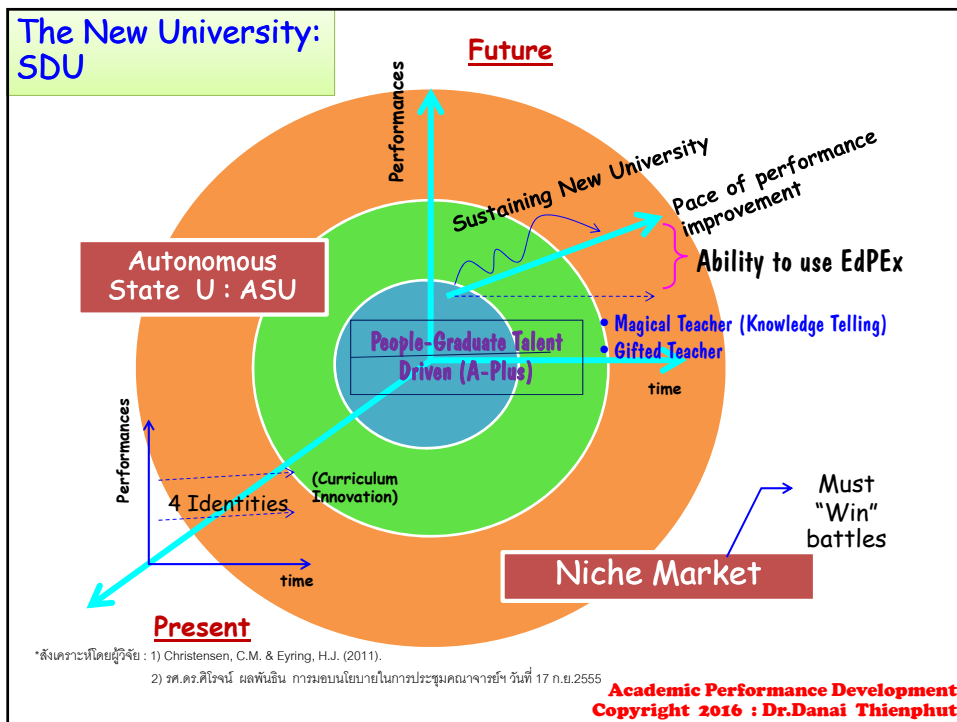 The New University:
SDU
Future
Performances
Sustaining New University
Pace of performance
improvement
Ability to use EdPEx
Autonomous
State U : ASU
People-Graduate Talent
Driven (A-Plus)
• Magical Teacher (Knowledge Telling)
• Gifted Teacher
time
Performances
4 Identities
(Curriculum
Innovation)
time
Must
“Win”
battles
Niche Market
Present
*สังเคราะห์โดยผู้วิจัย : 1) Christensen, C.M. & Eyring, H.J. (2011).
2) รศ.ดร.ศิโรจน์ ผลพันธิน การมอบนโยบายในการประชุมคณาจารย์ฯ วันที่ 17 ก.ย.2555
Academic Performance Development
Copyright 2016 : Dr.Danai Thienphut